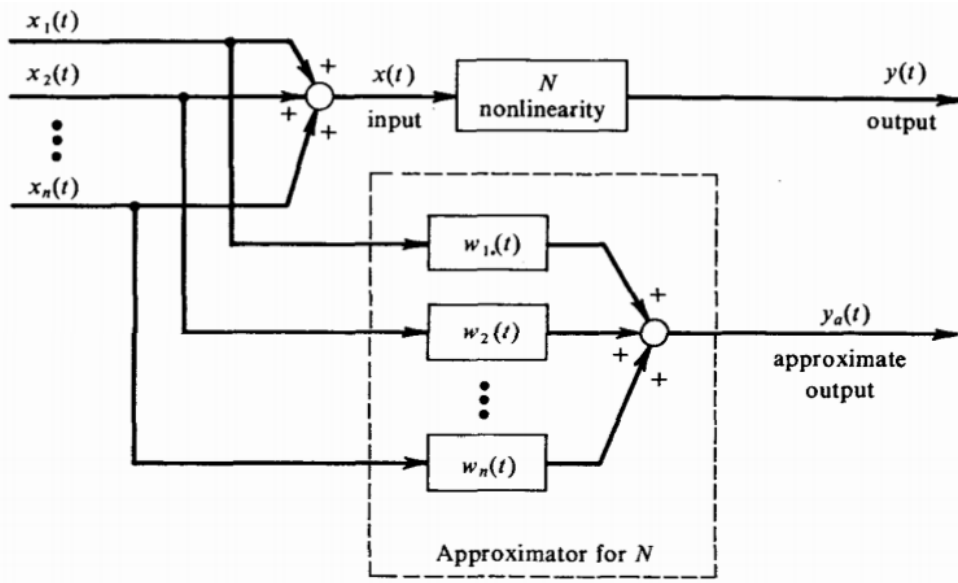 x₁(t)
x₂(t)
xₙ(t)
+
+
+
x(t)
input
N
nonlinearity
y(t)
output
w₁.(t)
w₂(t)
wₙ(t)
+
+
+
yₐ(t)
approximate
output
Approximator for N